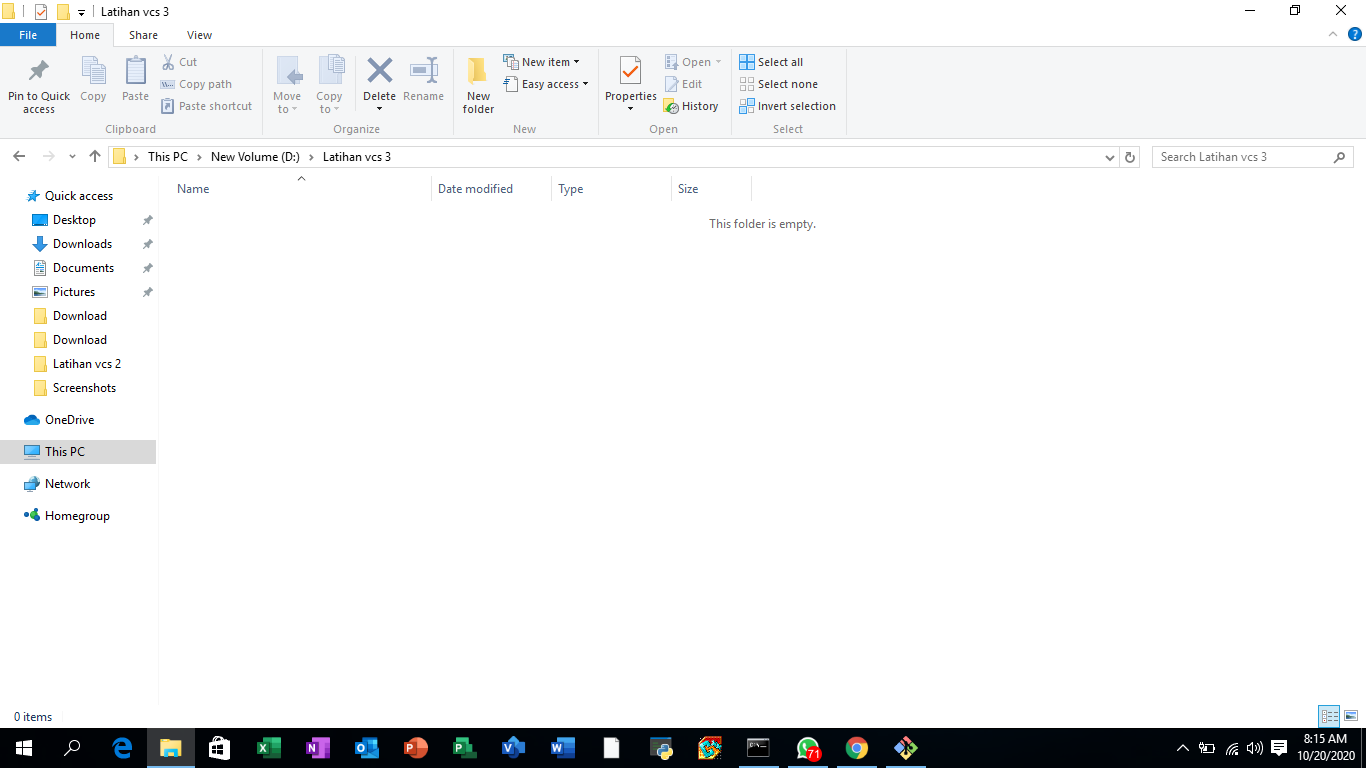 Latihan vcs 3
File Home Share View
Pin to Quick access
Copy
Paste
Cut
Copy path
Paste shortcut
Clipboard
Move to
Copy to
Delete
Rename
Organize
New folder
New item
Easy access
New
Properties
Open
Edit
History
Open
Select all
Select none
Invert selection
Select
This PC > New Volume (D:) > Latihan vcs 3
Search Latihan vcs 3
Name Date modified Type Size
This folder is empty.
Quick access
Desktop
Downloads
Documents
Pictures
Download
Download
Latihan vcs 2
Screenshots
OneDrive
This PC
Network
Homegroup
0 items
71
8:15 AM
10/20/2020